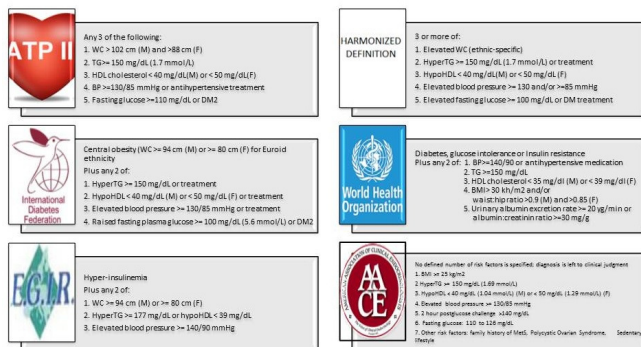 ATP II
Any 3 of the following:
1. WC > 102 cm (M) and >88 cm (F)
2. TG>= 150 mg/dL (1.7 mmol/L)
3. HDL cholesterol < 40 mg/dL(M) or < 50 mg/dL(F)
4. BP >=130/85 mmHg or antihypertensive treatment
5. Fasting glucose >=110 mg/dL or DM2
HARMONIZED
DEFINITION
3 or more of:
1. Elevated WC (ethnic-specific)
2. HyperTG >= 150 mg/dL (1.7 mmol/L) or treatment
3. HypoHDL < 40 mg/dL(M) or < 50 mg/dL (F)
4. Elevated blood pressure >= 130 and/or >=85 mmHg
5. Elevated fasting glucose >= 100 mg/dL or DM treatment
International
Diabetes
Federation
Central obesity (WC >= 94 cm (M) or >= 80 cm (F) for Euroid
ethnicity
Plus any 2 of:
1. HyperTG >= 150 mg/dL or treatment
2. HypoHDL < 40 mg/dL (M) or < 50 mg/dL (F) or treatment
3. Elevated blood pressure >= 130/85 mmHg or treatment
4. Raised fasting plasma glucose >= 100 mg/dL (5.6 mmol/L) or DM2
World Health
Organization
Diabetes, glucose intolerance or Insulin resistance
Plus any 2 of: 1. BP>=140/90 or antihypertensive medication
2. TG >=150 mg/dL
3. HDL cholesterol < 35 mg/dl (M) or < 39 mg/dl (F)
4. BMI> 30 kh/m2 and/or
waist:hip ratio >0.9 (M) and >0.85 (F)
5. Urinary albumin excretion rate >= 20 yg/min or
albumin:creatinin ratio >=30 mg/g
E.G.I.R.
Hyper-insulinemia
Plus any 2 of:
1. WC >= 94 cm (M) or >= 80 cm (F)
2. HyperTG >= 177 mg/dL or hypoHDL < 39 mg/dL
3. Elevated blood pressure >= 140/90 mmHg
AACE
No defined number of risk factors is specified; diagnosis is left to clinical judgment
1. BMI >= 25 kg/m2
2 HyperTG >= 150 mg/dL (1.69 mmol/L)
3. HypoHDL < 40 mg/dL (1.04 mmol/L) (M) or < 50 mg/dL (1.29 mmol/L) (F)
4. Elevated blood pressure >= 130/85 mmHg
5. 2 hour postglucose challenge >140 mg/dL
6. Fasting glucose: 110 to 126 mg/dL
7. Other risk factors: family history of MetS, Polycystic Ovarian Syndrome, Sedentary
lifestyle